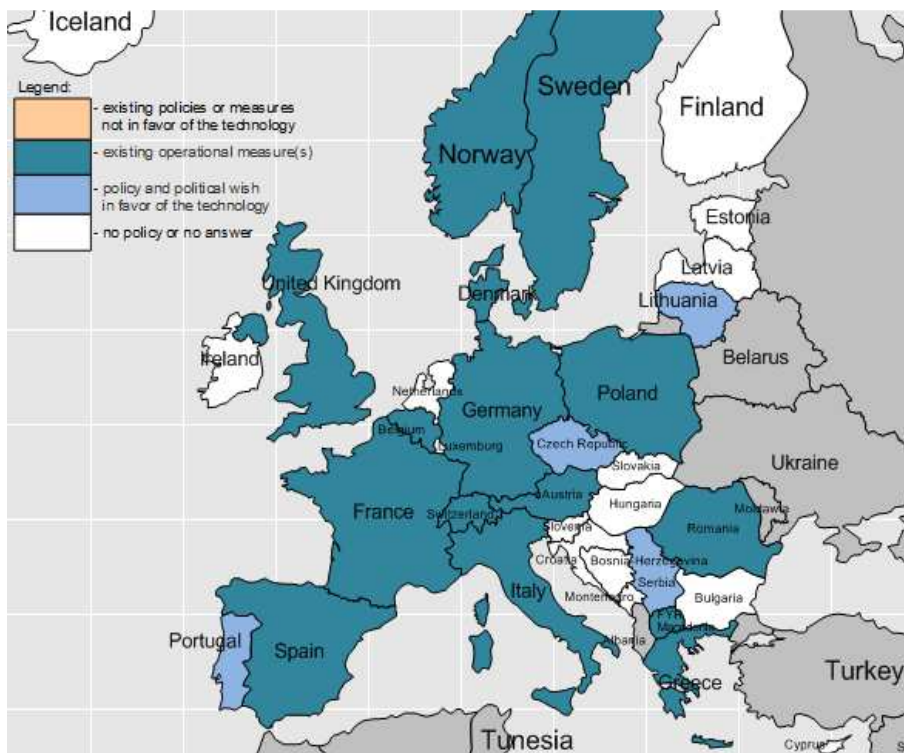 Iceland
Legend:
- existing policies or measures
not in favor of the technology
- existing operational measure(s)
- policy and political wish
in favor of the technology
- no policy or no answer
Sweden
Finland
Norway
Estonia
Latvia
Lithuania
United Kingdom
Denmark
Ireland
Belarus
Netherlands
Poland
Germany
Belgium
Luxemburg
Czech Republic
Slovakia
Ukraine
Austria
Hungaria
France
Switzerland
Moldawia
Romania
Slovenia
Croatia
Bosnia
-Herzegovina
Serbia
Italy
Montenegro
Bulgaria
FYR
Macedonia
Portugal
Spain
Albania
Greece
Turkey
Tunesia
Cyprus
S